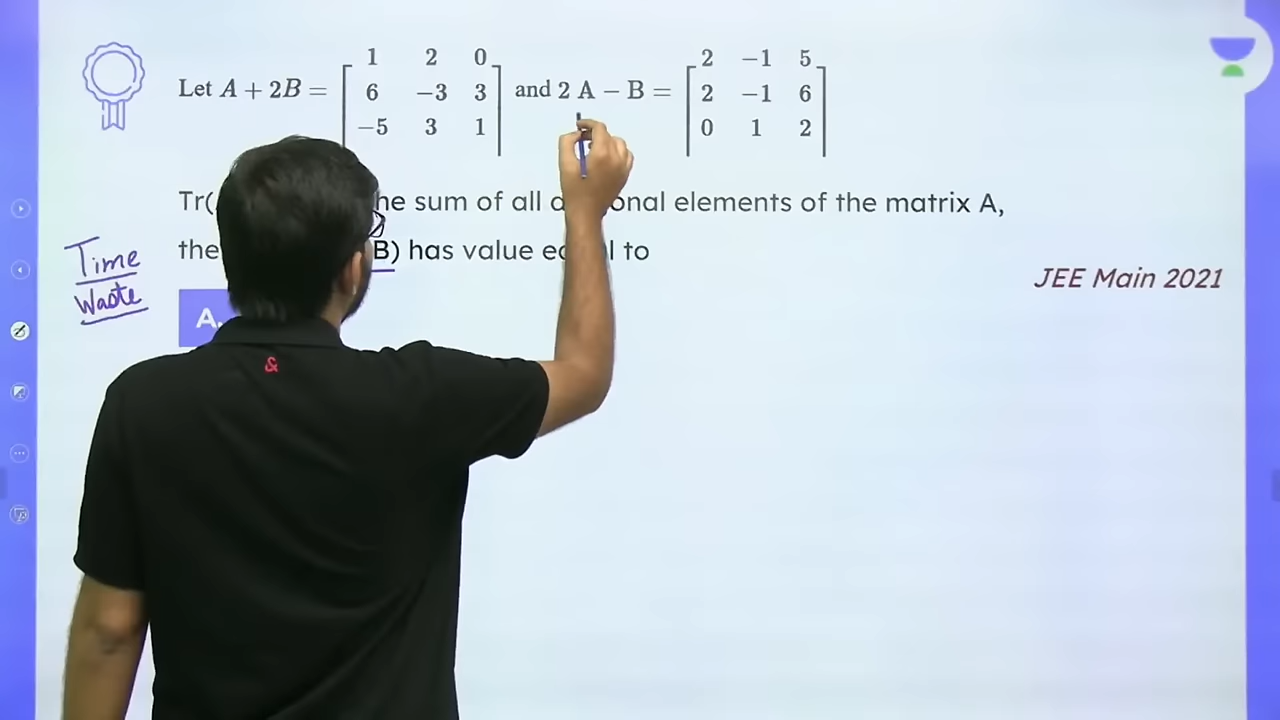 Let A + 2B = [1 2 0
6 -3 3
-5 3 1] and 2 A − B = [2 −1 5
2 −1 6
0 1 2]
Tr( he sum of all onal elements of the matrix A,
the B) has value eq l to
Time
Waste
JEE Main 2021
A.
&